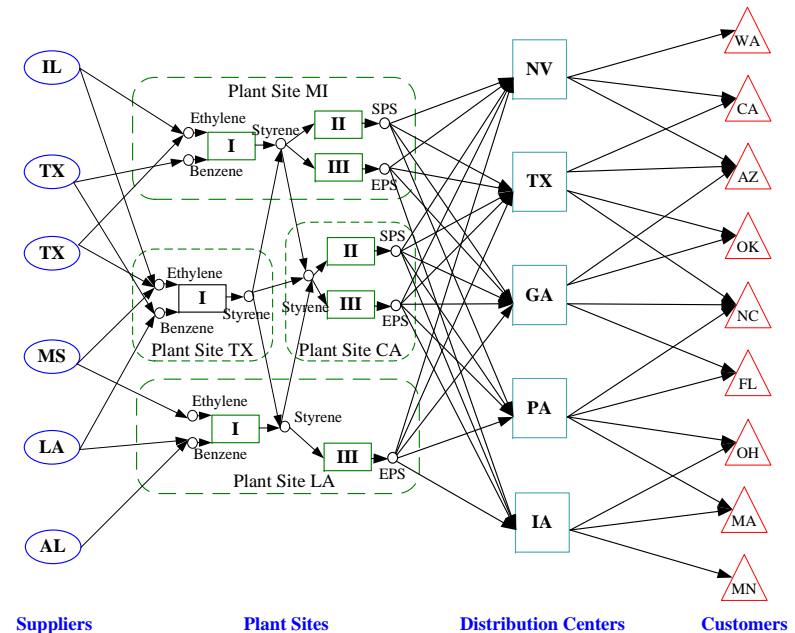 IL
TX
TX
MS
LA
AL
Suppliers
Plant Site MI
Ethylene
Benzene
I
Styrene
II
III
SPS
EPS
Ethylene
Benzene
I
Styrene
Plant Site TX
SPS
II
Styrene
III
EPS
Plant Site CA
Ethylene
Benzene
I
Styrene
III
EPS
Plant Site LA
Plant Sites
NV
TX
GA
PA
IA
Distribution Centers
WA
CA
AZ
OK
NC
FL
OH
MA
MN
Customers